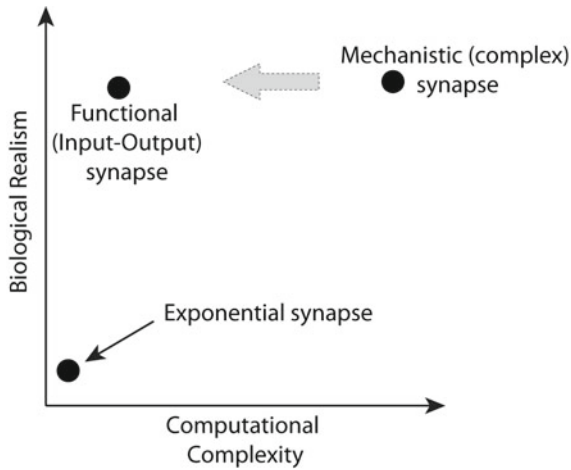 Mechanistic (complex)
synapse
Functional
(Input-Output)
synapse
Biological Realism
Exponential synapse
Computational
Complexity